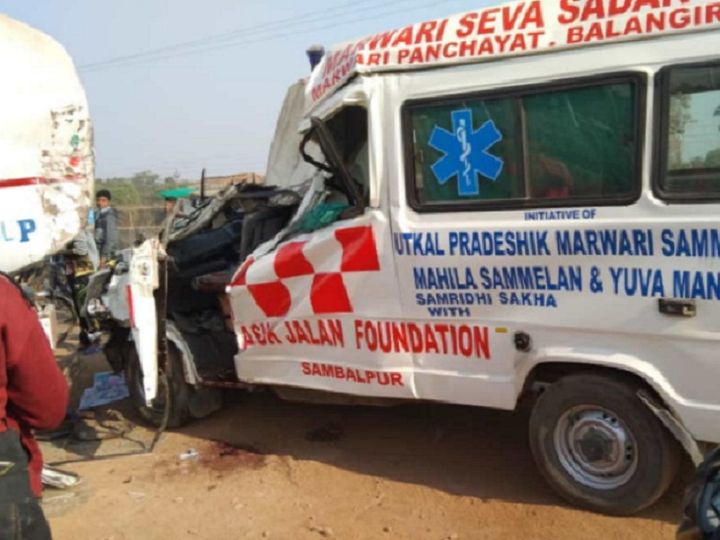 MARWARI SEVA SADAN
MARWARI PANCHAYAT. BALANGIR
INITIATIVE OF
UTKAL PRADESHIK MARWARI SAMM
MAHILA SAMMELAN & YUVA MAN
SAMRIDHI SAKHA
WITH
JALAN FOUNDATION
SAMBALPUR
LP